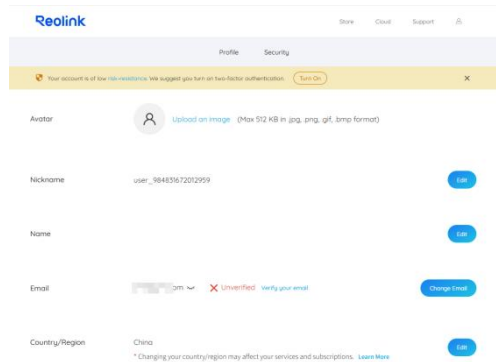 Reolink
Store Cloud Support
Profile Security
Your account is of low risk-resistance. We suggest you turn on two-factor authentication. Turn On
Avatar Upload an image (Max 512 KB in .jpg, .png, .gif, .bmp format)
Nickname user_984831672012959 Edit
Name Edit
Email om Unverified Verify your email Change Email
Country/Region China Edit
* Changing your country/region may affect your services and subscriptions. Learn More